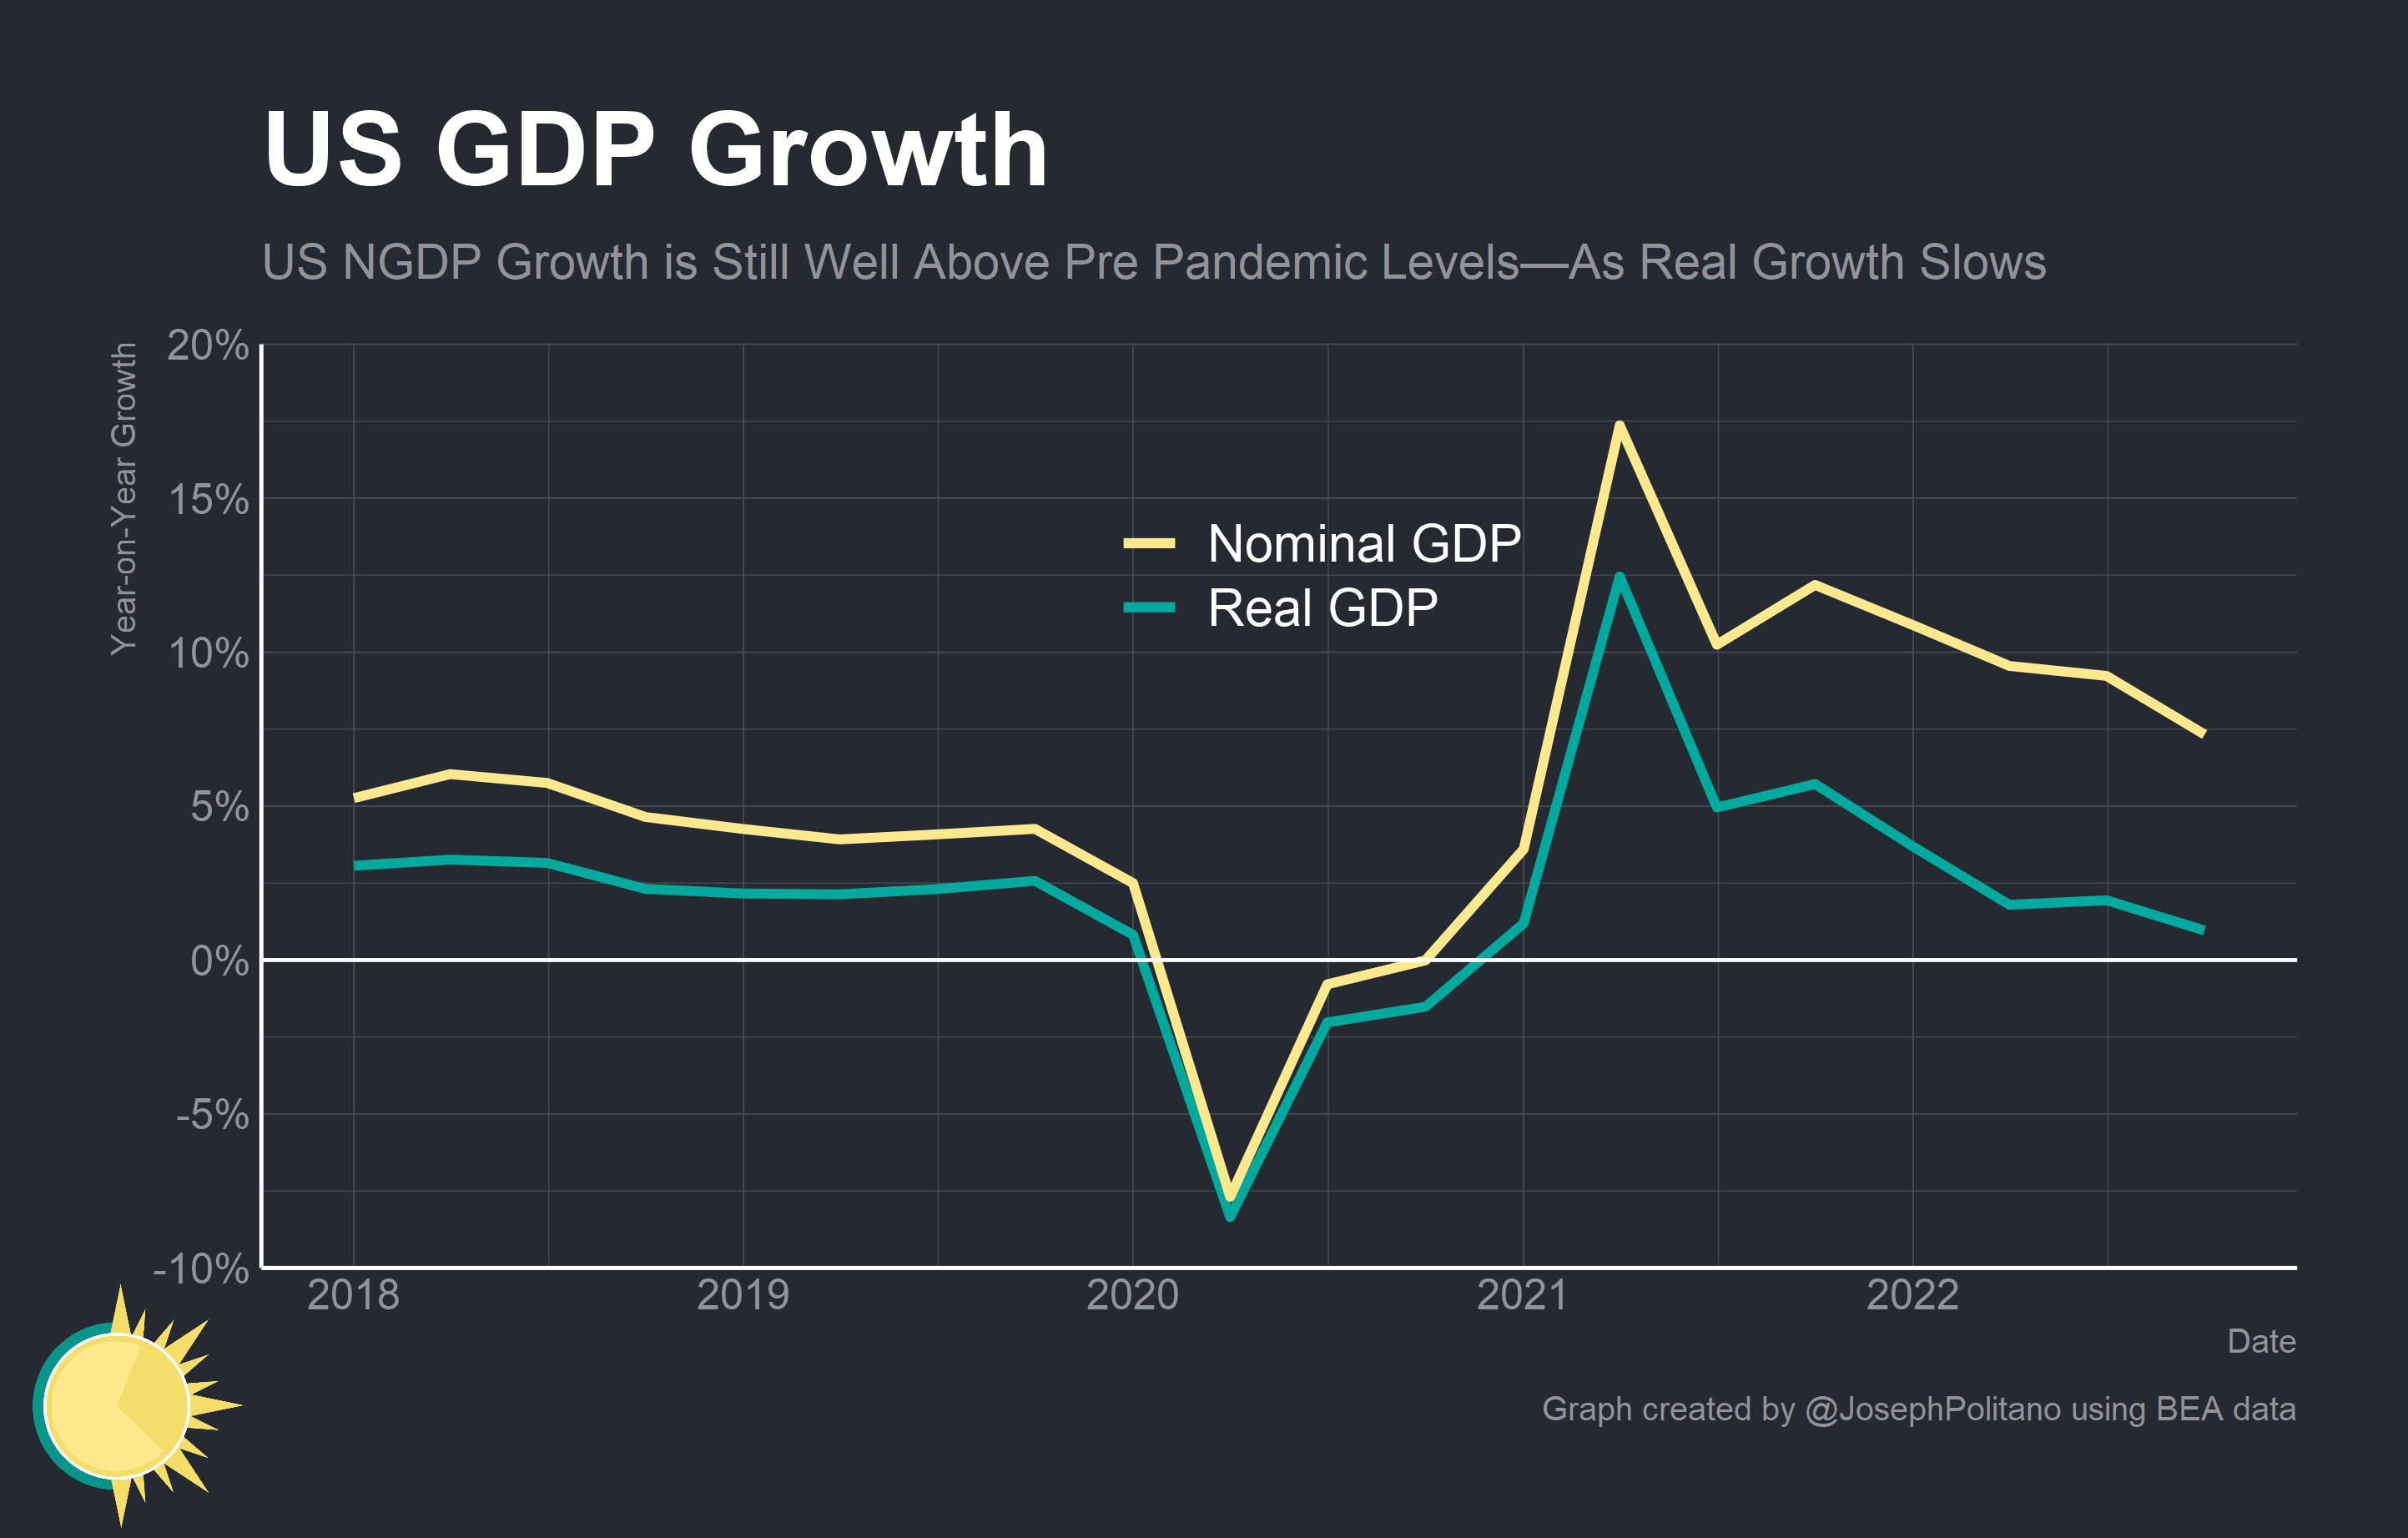 US GDP Growth
US NGDP Growth is Still Well Above Pre Pandemic Levels—As Real Growth Slows
Year-on-Year Growth
20%
15%
10%
5%
0%
-5%
-10%
Nominal GDP
Real GDP
2018 2019 2020 2021 2022
Date
Graph created by @JosephPolitano using BEA data